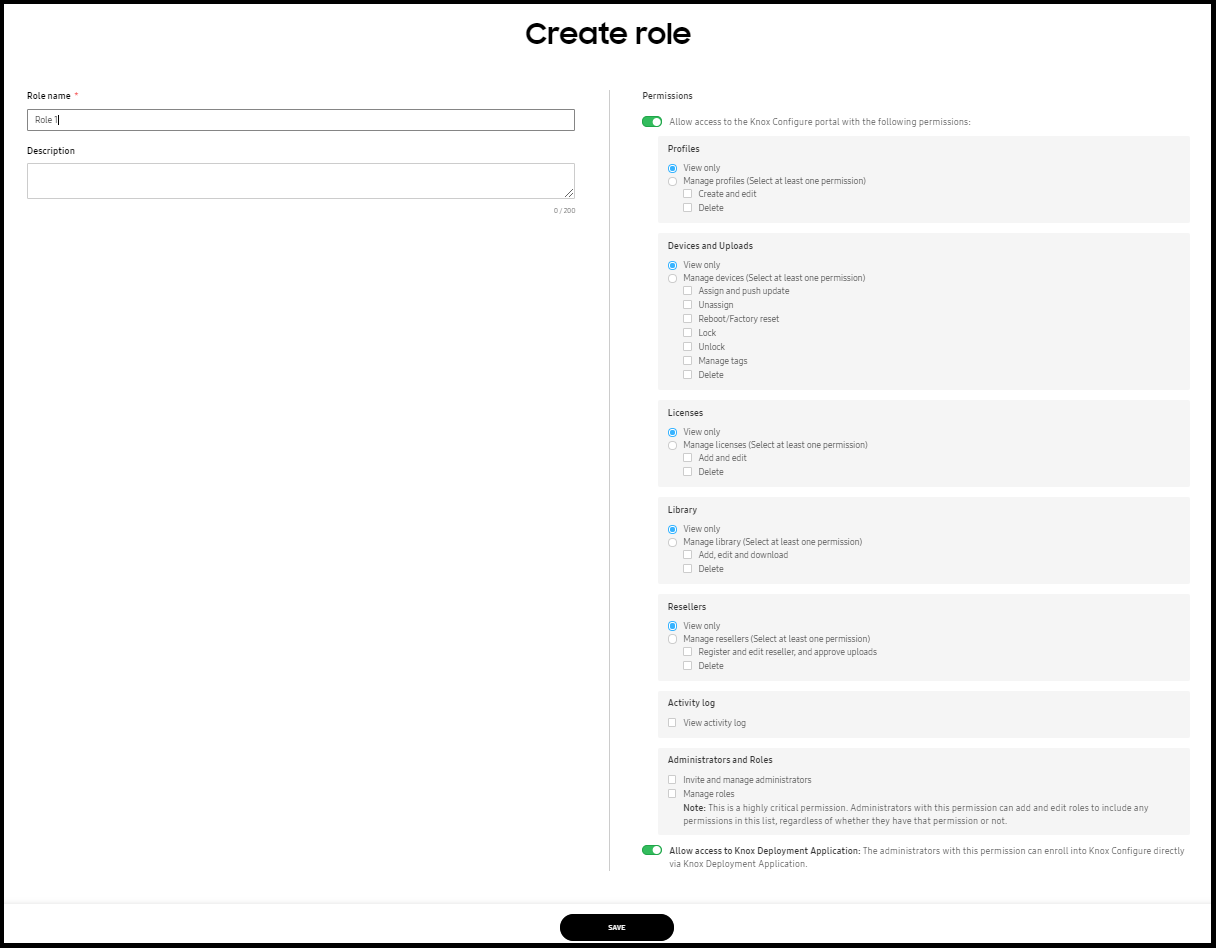 Create role
Role name *
Role 1
Description
0 / 200
Permissions
Allow access to the Knox Configure portal with the following permissions:
Profiles
View only
Manage profiles (Select at least one permission)
Create and edit
Delete
Devices and Uploads
View only
Manage devices (Select at least one permission)
Assign and push update
Unassign
Reboot/Factory reset
Lock
Unlock
Manage tags
Delete
Licenses
View only
Manage licenses (Select at least one permission)
Add and edit
Delete
Library
View only
Manage library (Select at least one permission)
Add, edit and download
Delete
Resellers
View only
Manage resellers (Select at least one permission)
Register and edit reseller, and approve uploads
Delete
Activity log
View activity log
Administrators and Roles
Invite and manage administrators
Manage roles
Note: This is a highly critical permission. Administrators with this permission can add and edit roles to include any
permissions in this list, regardless of whether they have that permission or not.
Allow access to Knox Deployment Application: The administrators with this permission can enroll into Knox Configure directly
via Knox Deployment Application.
SAVE